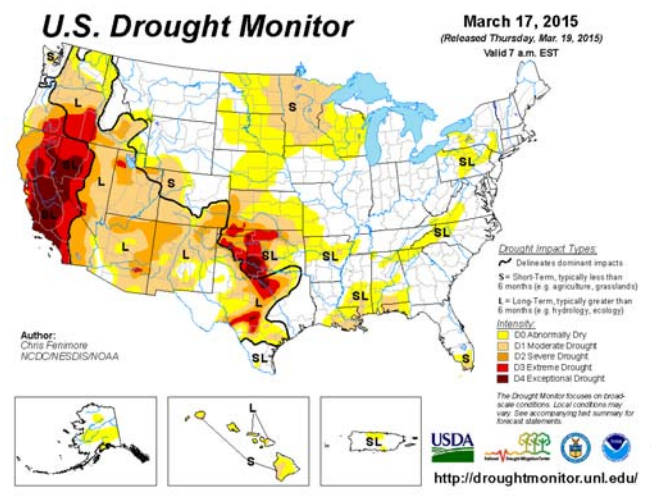 U.S. Drought Monitor
March 17, 2015
(Released Thursday, Mar. 19, 2015)
Valid 7 a.m. EST
S
L
S
SL
SL
S
L
SL
L
L
L
SL
SL
SL
SL
L
SL
S
Drought Impact Types:
Delineates dominant impacts
S = Short-Term, typically less than
6 months (e.g. agriculture, grasslands)
L = Long-Term, typically greater than
6 months (e.g. hydrology, ecology)
Intensity:
D0 Abnormally Dry
D1 Moderate Drought
D2 Severe Drought
D3 Extreme Drought
D4 Exceptional Drought
Author:
Chris Fenimore
NCDC/NESDIS/NOAA
The Drought Monitor focuses on broad-
scale conditions. Local conditions may
vary. See accompanying text summary for
forecast statements.
L
S
SL
USDA
National Drought Mitigation Center
http://droughtmonitor.unl.edu/